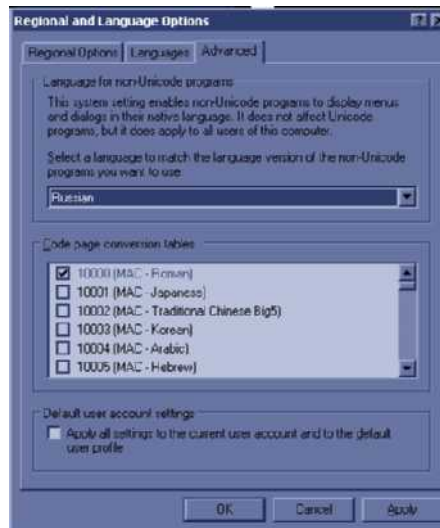 Regional and Language Options
Regional Options Languages Advanced
Language for non-Unicode programs
This system setting enables non-Unicode programs to display menus
and dialogs in their native language. It does not affect Unicode
programs, but it does apply to all users of this computer.
Select a language to match the language version of the non-Unicode
programs you want to use:
Russian
Code page conversion tables
10000 (MAC - Roman)
10001 (MAC - Japanese)
10002 (MAC - Traditional Chinese Big5)
10003 (MAC - Korean)
10004 (MAC - Arabic)
10005 (MAC - Hebrew)
Default user account settings
Apply all settings to the current user account and to the default
user profile
OK Cancel Apply